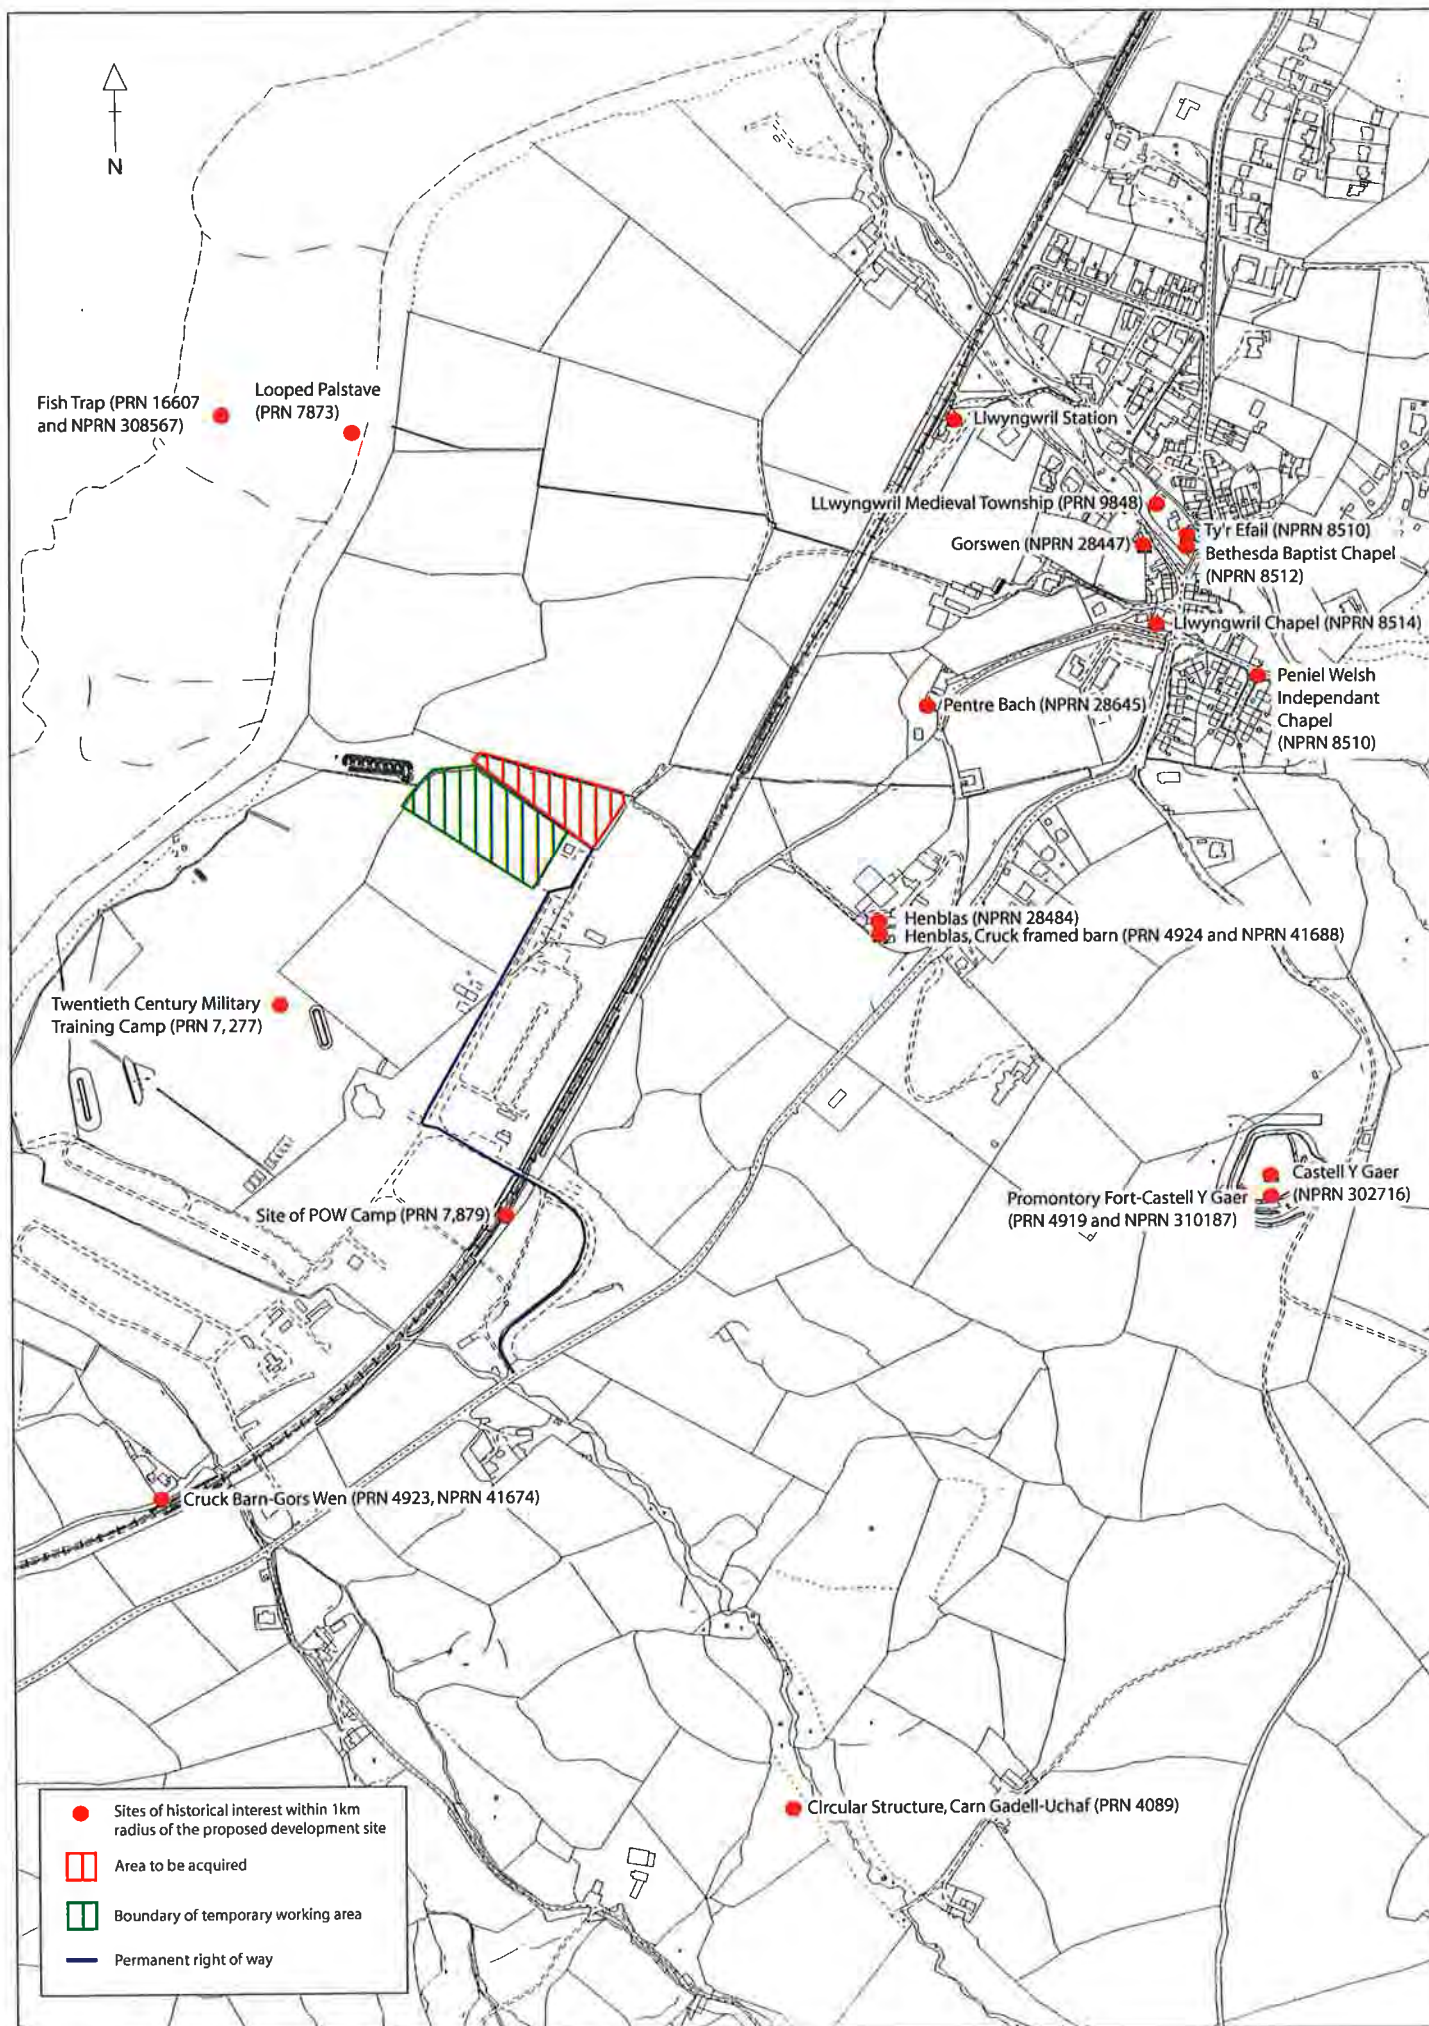 N
Fish Trap (PRN 16607
and NPRN 308567)
Looped Palstave
(PRN 7873)
Llwyngwril Station
LLwyngwril Medieval Township (PRN 9848)
Gorswen (NPRN 28447)
Ty'r Efail (NPRN 8510)
Bethesda Baptist Chapel
(NPRN 8512)
Llwyngwril Chapel (NPRN 8514)
Peniel Welsh
Independant
Chapel
(NPRN 8510)
Pentre Bach (NPRN 28645)
Henblas (NPRN 28484)
Henblas, Cruck framed barn (PRN 4924 and NPRN 41688)
Twentieth Century Military
Training Camp (PRN 7, 277)
Castell Y Gaer
(NPRN 302716)
Promontory Fort-Castell Y Gaer
(PRN 4919 and NPRN 310187)
Site of POW Camp (PRN 7,879)
Cruck Barn-Gors Wen (PRN 4923, NPRN 41674)
Circular Structure, Carn Gadell-Uchaf (PRN 4089)
Sites of historical interest within 1km
radius of the proposed development site
Area to be acquired
Boundary of temporary working area
Permanent right of way